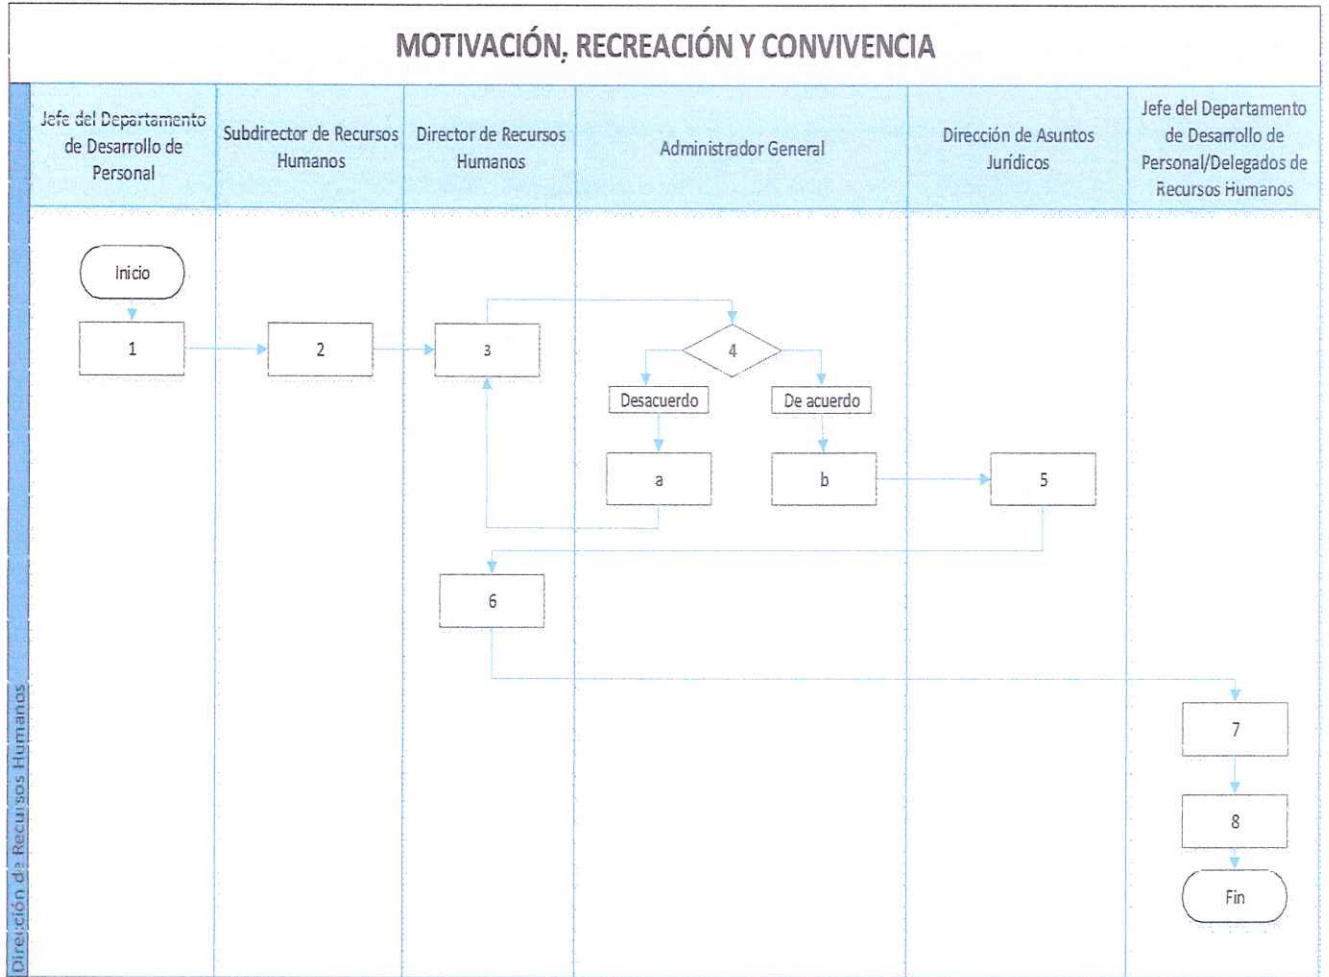 MOTIVACIÓN, RECREACIÓN Y CONVIVENCIA
Jefe del Departamento
de Desarrollo de
Personal
Subdirector de Recursos
Humanos
Director de Recursos
Humanos
Administrador General
Dirección de Asuntos
Jurídicos
Jefe del Departamento
de Desarrollo de
Personal/Delegados de
Recursos Humanos
Dirección de Recursos Humanos
Inicio
1
2
3
4
Desacuerdo
De acuerdo
a
b
5
6
7
8
Fin